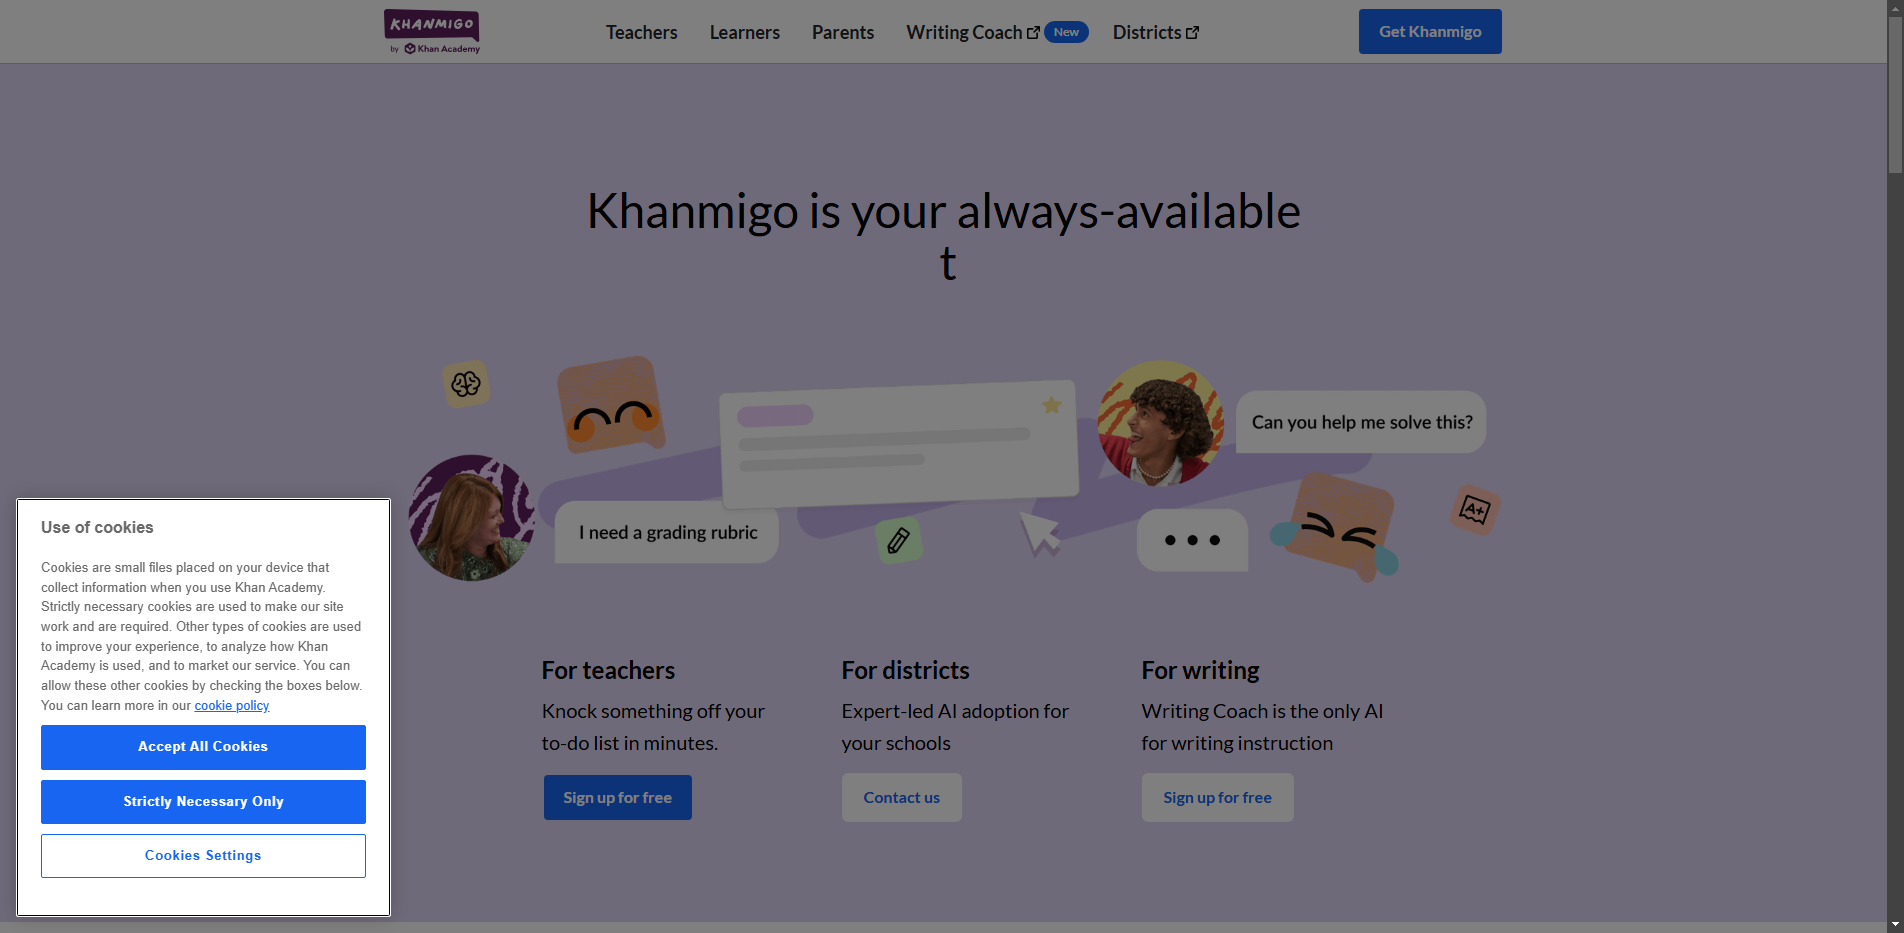 KHANMIGO
by Khan Academy
Teachers
Learners
Parents
Writing Coach
New
Districts
Get Khanmigo
Khanmigo is your always-available
t
Can you help me solve this?
A+
I need a grading rubric
Use of cookies
Cookies are small files placed on your device that
collect information when you use Khan Academy.
Strictly necessary cookies are used to make our site
work and are required. Other types of cookies are used
to improve your experience, to analyze how Khan
Academy is used, and to market our service. You can
allow these other cookies by checking the boxes below.
You can learn more in our cookie policy
Accept All Cookies
Strictly Necessary Only
Cookies Settings
For teachers
Knock something off your
to-do list in minutes.
Sign up for free
For districts
Expert-led AI adoption for
your schools
Contact us
For writing
Writing Coach is the only AI
for writing instruction
Sign up for free